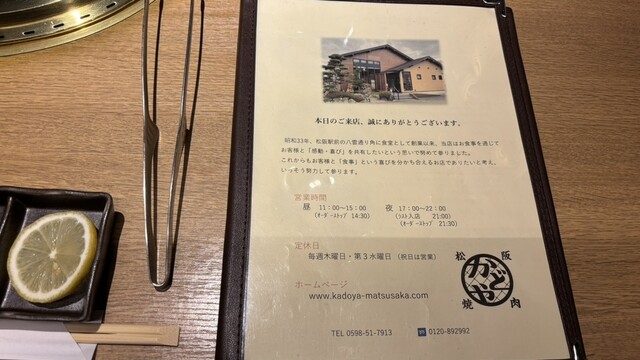 本日のご来店、誠にありがとうございます。
昭和33年、松阪駅前の八雲通り角に食堂として創業以来、当店はお食事を通じて
お客様と「感動・喜び」を共有したいという思いで努めて参りました。
これからもお客様と「食事」という喜びを分かち合えるお店でありたいと考え、
いっそう努力して参ります。
営業時間
昼 11:00~15:00 夜 17:00~22:00
(オーダーストップ 14:30) (ラスト入店 21:00)
(オーダーストップ 21:30)
定休日
毎週木曜日・第3水曜日 (祝日は営業)
ホームページ
www.kadoya-matsusaka.com
松阪
かどや
焼肉
TEL 0598-51-7913 0120-892992